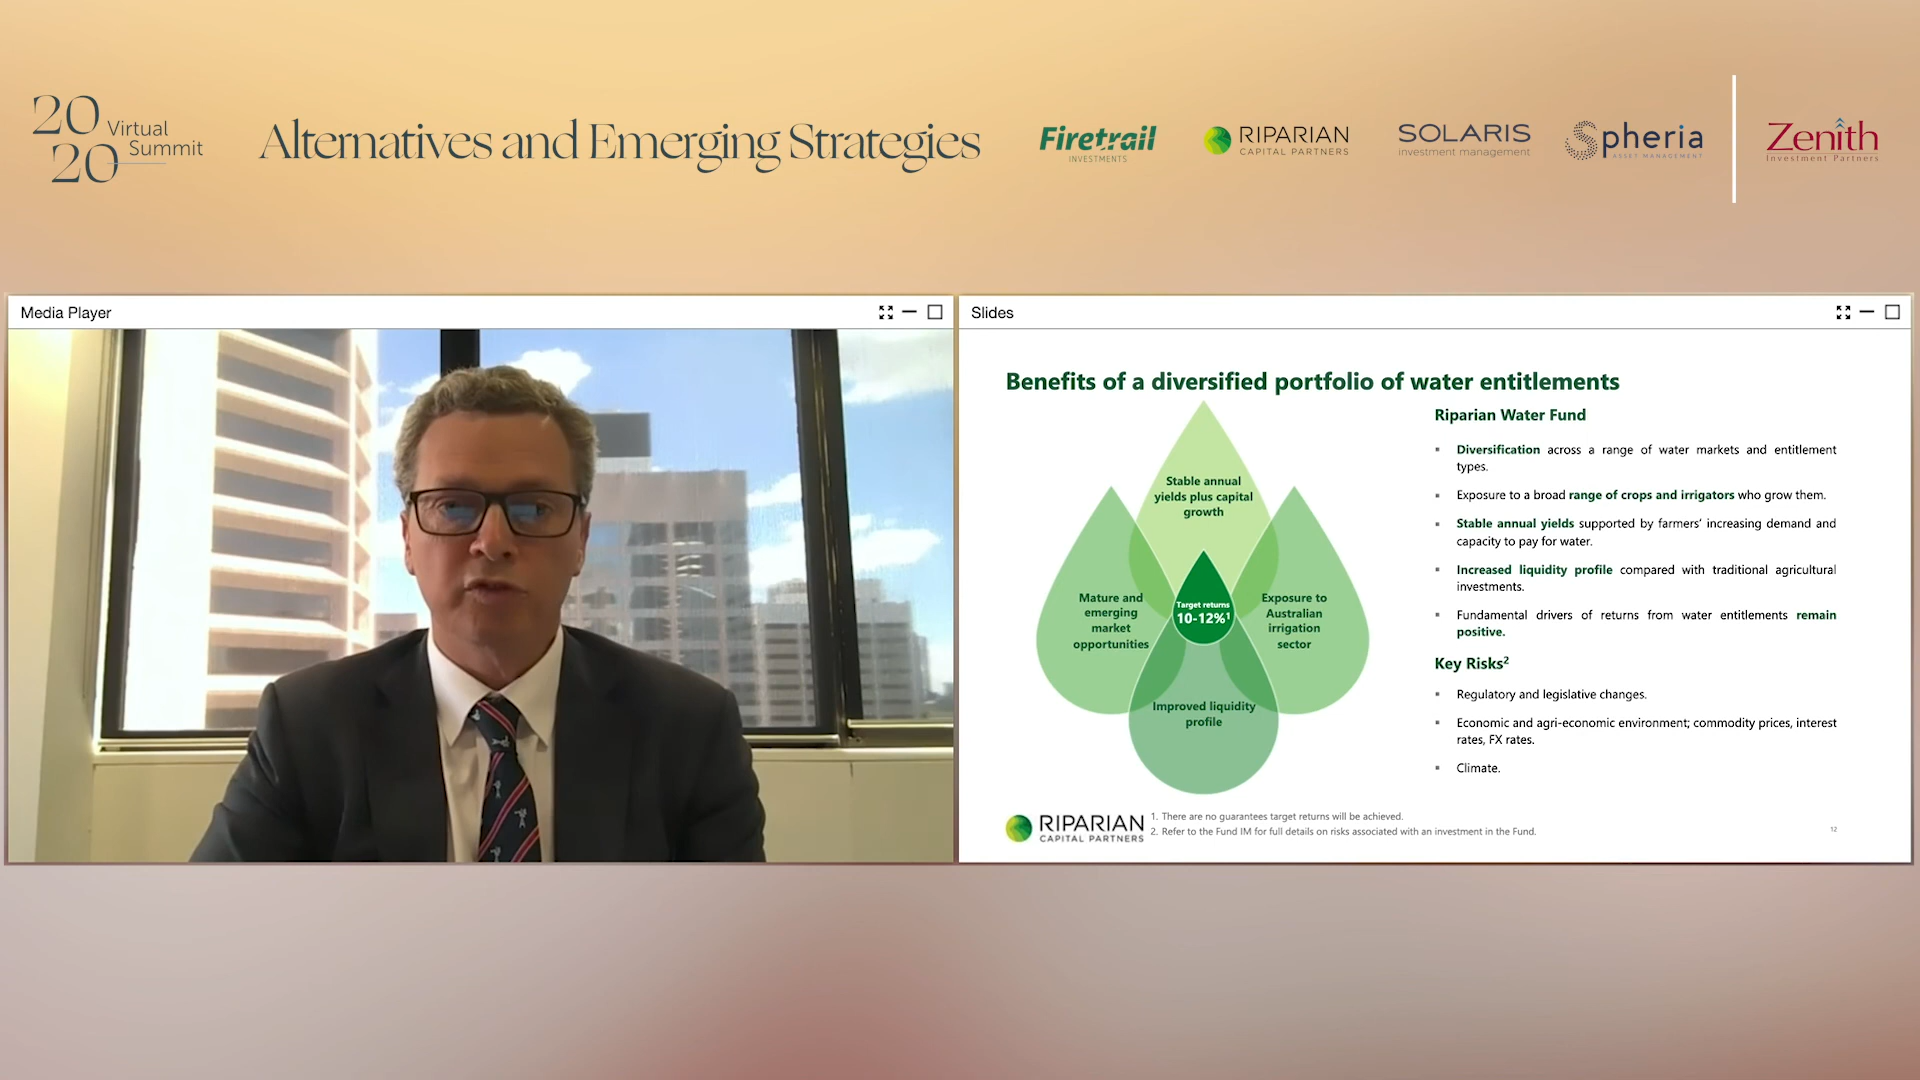 20
20
Virtual
Summit
Alternatives and Emerging Strategies
Firetrail
INVESTMENTS
RIPARIAN
CAPITAL PARTNERS
SOLARIS
investment management
Spheria
ASSET MANAGEMENT
Zenith
Investment Partners
Media Player
Slides
Benefits of a diversified portfolio of water entitlements
Stable annual
yields plus capital
growth
Mature and
emerging
market
opportunities
Target returns
10-12%¹
Exposure to
Australian
irrigation
sector
Improved liquidity
profile
Riparian Water Fund
▪ Diversification across a range of water markets and entitlement
types.
▪ Exposure to a broad range of crops and irrigators who grow them.
▪ Stable annual yields supported by farmers' increasing demand and
capacity to pay for water.
▪ Increased liquidity profile compared with traditional agricultural
investments.
▪ Fundamental drivers of returns from water entitlements remain
positive.
Key Risks²
▪ Regulatory and legislative changes.
▪ Economic and agri-economic environment; commodity prices, interest
rates, FX rates.
▪ Climate.
RIPARIAN
CAPITAL PARTNERS
1. There are no guarantees target returns will be achieved.
2. Refer to the Fund IM for full details on risks associated with an investment in the Fund.
12